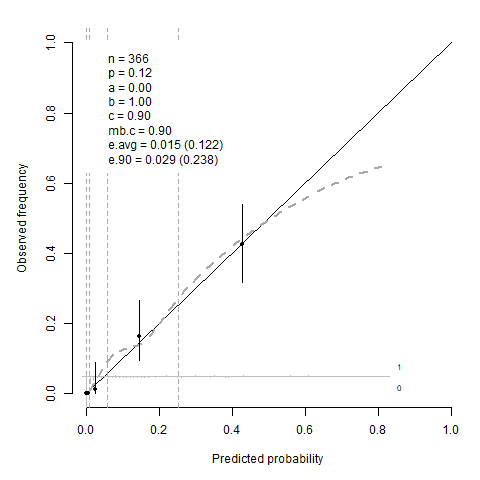 n = 366
p = 0.12
a = 0.00
b = 1.00
c = 0.90
mb.c = 0.90
e.avg = 0.015 (0.122)
e.90 = 0.029 (0.238)
Observed frequency
1.0
0.8
0.6
0.4
0.2
0.0
1
0
0.0 0.2 0.4 0.6 0.8 1.0
Predicted probability